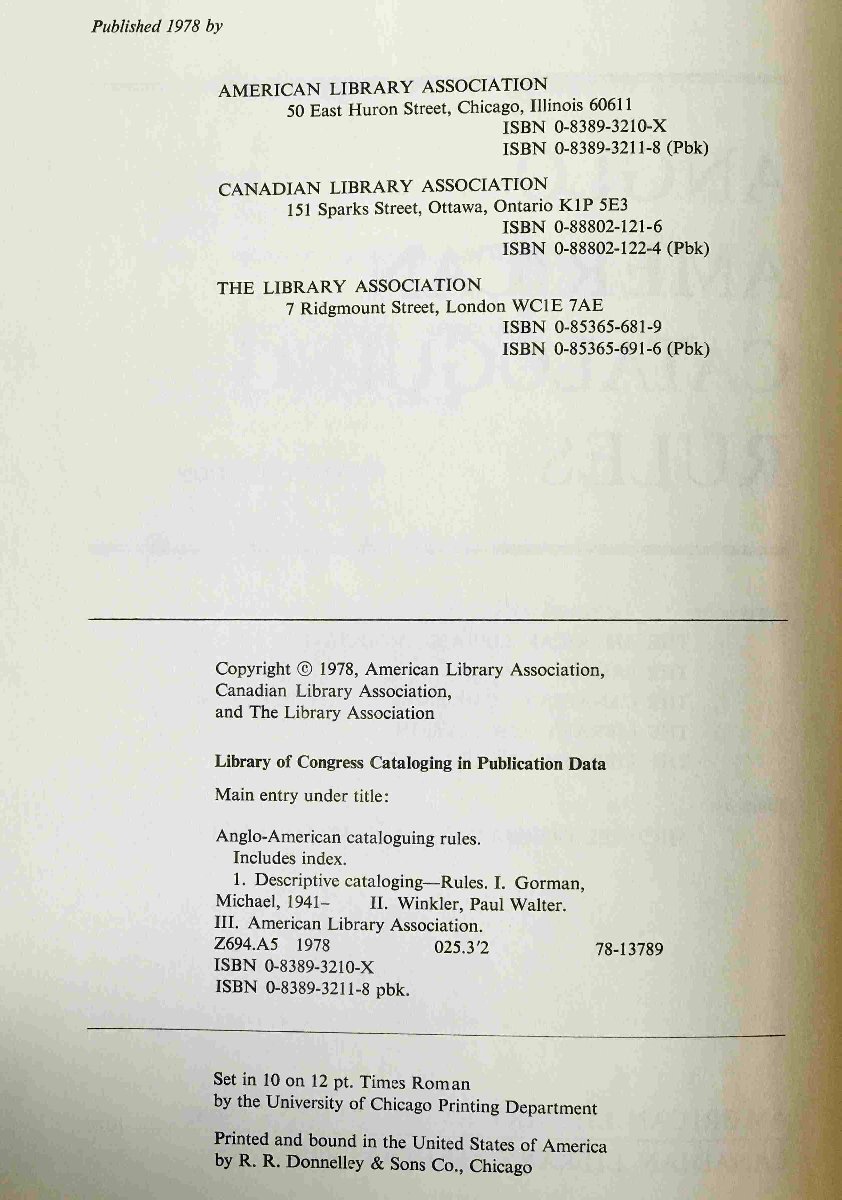 Published 1978 by
AMERICAN LIBRARY ASSOCIATION
50 East Huron Street, Chicago, Illinois 60611
ISBN 0-8389-3210-X
ISBN 0-8389-3211-8 (Pbk)
CANADIAN LIBRARY ASSOCIATION
151 Sparks Street, Ottawa, Ontario K1P 5E3
ISBN 0-88802-121-6
ISBN 0-88802-122-4 (Pbk)
THE LIBRARY ASSOCIATION
7 Ridgmount Street, London WC1E 7AE
ISBN 0-85365-681-9
ISBN 0-85365-691-6 (Pbk)
Copyright © 1978, American Library Association,
Canadian Library Association,
and The Library Association
Library of Congress Cataloging in Publication Data
Main entry under title:
Anglo-American cataloguing rules.
Includes index.
1. Descriptive cataloging—Rules. I. Gorman,
Michael, 1941– II. Winkler, Paul Walter.
III. American Library Association.
Z694.A5 1978 025.3′2 78-13789
ISBN 0-8389-3210-X
ISBN 0-8389-3211-8 pbk.
Set in 10 on 12 pt. Times Roman
by the University of Chicago Printing Department
Printed and bound in the United States of America
by R. R. Donnelley & Sons Co., Chicago